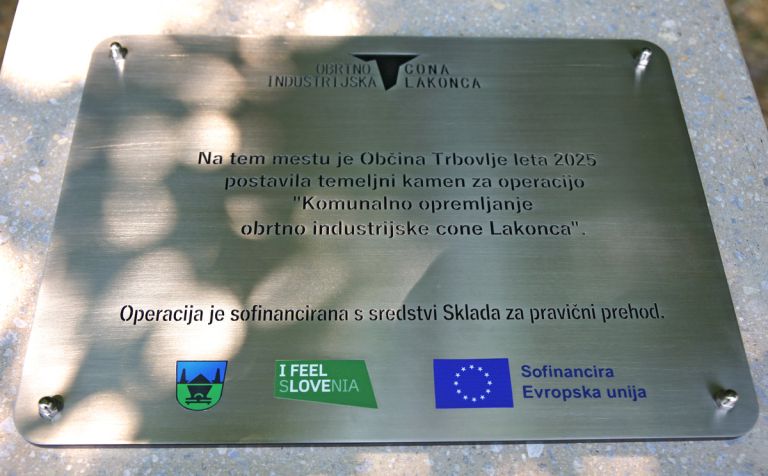 OBRTNO CONA
INDUSTRIJSKA LAKONCA
Na tem mestu je Občina Trbovlje leta 2025
postavila temeljni kamen za operacijo
"Komunalno opremljanje
obrtno industrijske cone Lakonca".
Operacija je sofinancirana s sredstvi Sklada za pravični prehod.
I FEEL
SLOVENIA
Sofinancira
Evropska unija